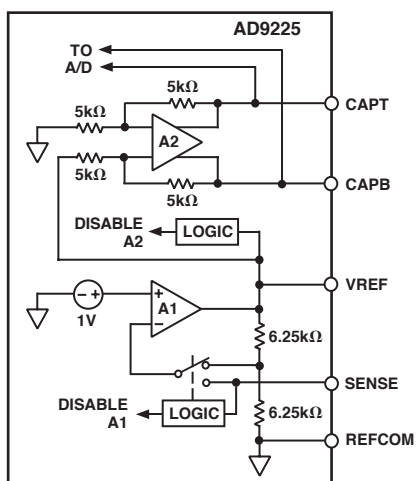 AD9225
TO
A/D
5kΩ
CAPT
5kΩ
A2
5kΩ
CAPB
5kΩ
DISABLE
A2
LOGIC
VREF
- +
1V
+
A1
-
6.25kΩ
SENSE
DISABLE
A1
LOGIC
6.25kΩ
REFCOM